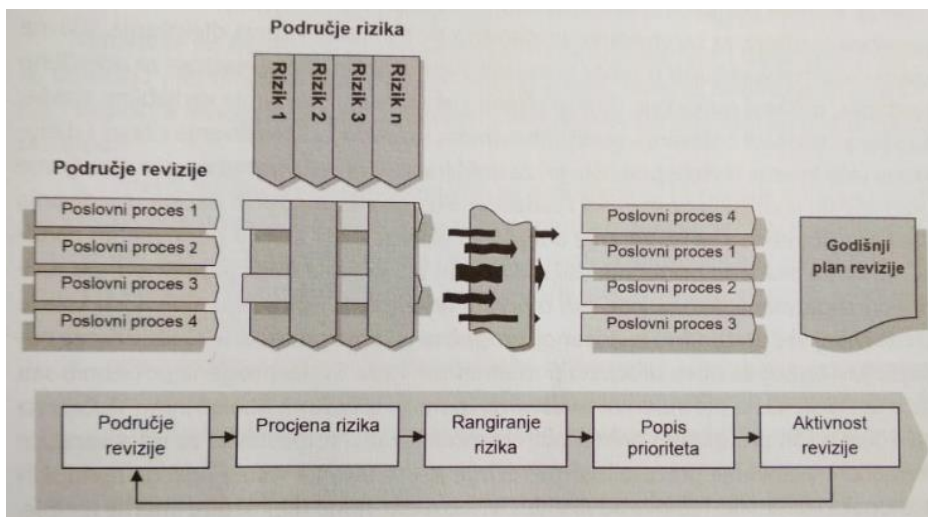 Područje rizika
Rizik 1
Rizik 2
Rizik 3
Rizik n
Područje revizije
Poslovni proces 1
Poslovni proces 2
Poslovni proces 3
Poslovni proces 4
Poslovni proces 4
Poslovni proces 1
Poslovni proces 2
Poslovni proces 3
Godišnji
plan revizije
Područje
revizije
Procjena rizika
Rangiranje
rizika
Popis
prioriteta
Aktivnost
revizije